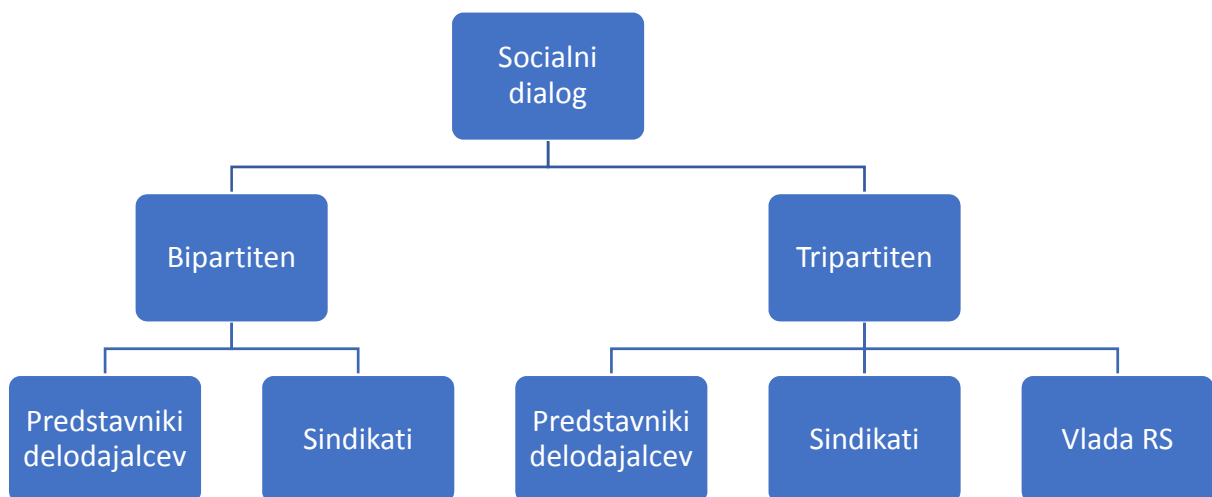 Socialni
dialog
Bipartiten
Tripartiten
Predstavniki
delodajalcev
Sindikati
Predstavniki
delodajalcev
Sindikati
Vlada RS